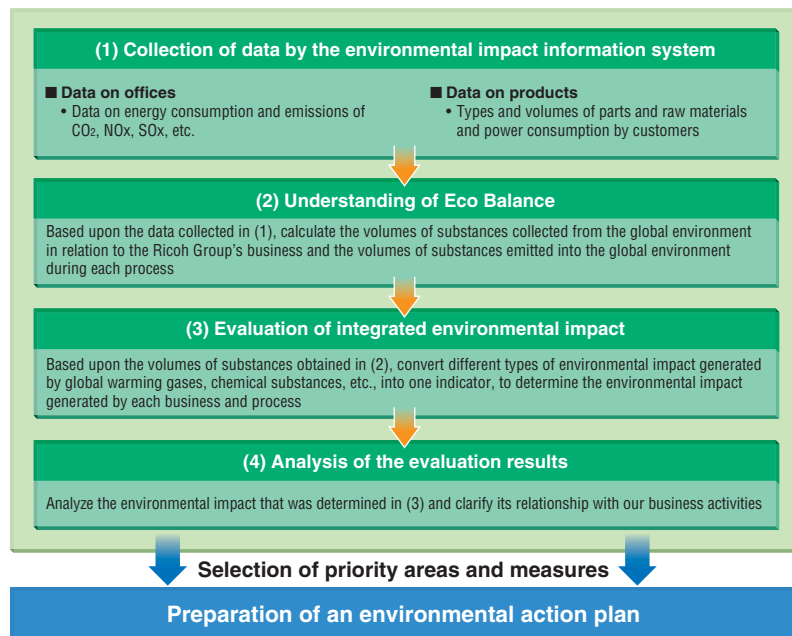 (1) Collection of data by the environmental impact information system
■ Data on offices
• Data on energy consumption and emissions of
CO₂, NOx, SOx, etc.
■ Data on products
• Types and volumes of parts and raw materials
and power consumption by customers
(2) Understanding of Eco Balance
Based upon the data collected in (1), calculate the volumes of substances collected from the global environment
in relation to the Ricoh Group's business and the volumes of substances emitted into the global environment
during each process
(3) Evaluation of integrated environmental impact
Based upon the volumes of substances obtained in (2), convert different types of environmental impact generated
by global warming gases, chemical substances, etc., into one indicator, to determine the environmental impact
generated by each business and process
(4) Analysis of the evaluation results
Analyze the environmental impact that was determined in (3) and clarify its relationship with our business activities
Selection of priority areas and measures
Preparation of an environmental action plan